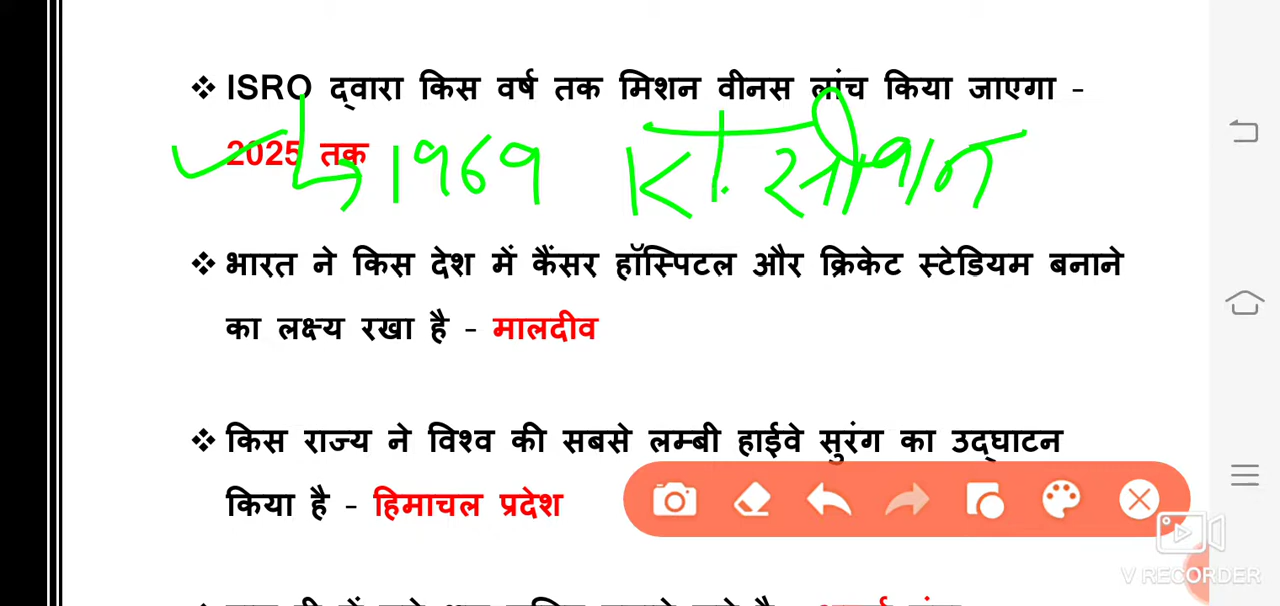 ❖ ISRO द्वारा किस वर्ष तक मिशन वीनस लांच किया जाएगा -
2025 तक
1969
❖ भारत ने किस देश में कैंसर हॉस्पिटल और क्रिकेट स्टेडियम बनाने
का लक्ष्य रखा है - मालदीव
❖ किस राज्य ने विश्व की सबसे लम्बी हाईवे सुरंग का उद्घाटन
किया है - हिमाचल प्रदेश
V RECORDER